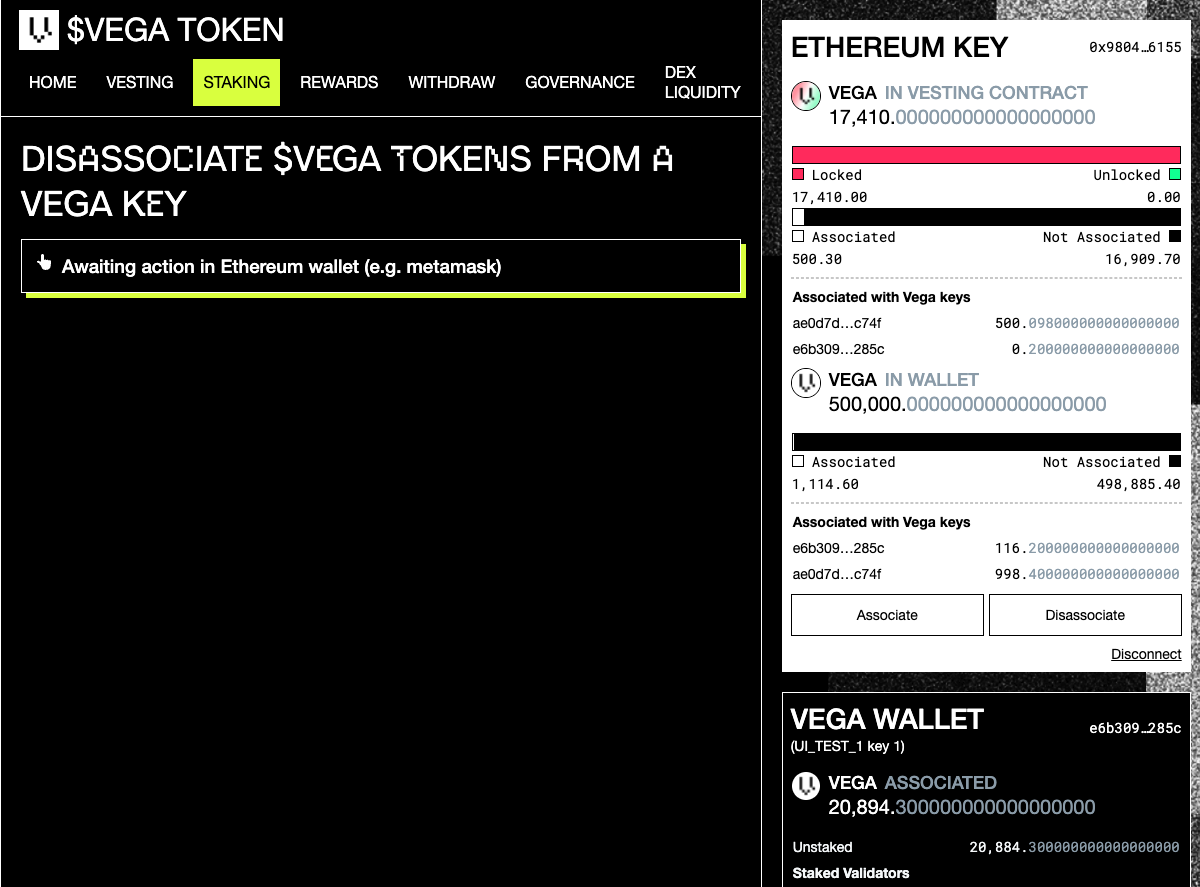 $VEGA TOKEN
HOME VESTING STAKING REWARDS WITHDRAW GOVERNANCE DEX LIQUIDITY
DISASSOCIATE $VEGA TOKENS FROM A
VEGA KEY
Awaiting action in Ethereum wallet (e.g. metamask)
ETHEREUM KEY 0x9804…6155
VEGA IN VESTING CONTRACT
17,410.000000000000000000
Locked Unlocked
17,410.00 0.00
Associated Not Associated
500.30 16,909.70
Associated with Vega keys
ae0d7d…c74f 500.098000000000000000
e6b309…285c 0.200000000000000000
VEGA IN WALLET
500,000.000000000000000000
Associated Not Associated
1,114.60 498,885.40
Associated with Vega keys
e6b309…285c 116.200000000000000000
ae0d7d…c74f 998.400000000000000000
Associate Disassociate
Disconnect
VEGA WALLET e6b309…285c
(UI_TEST_1 key 1)
VEGA ASSOCIATED
20,894.300000000000000000
Unstaked 20,884.300000000000000000
Staked Validators